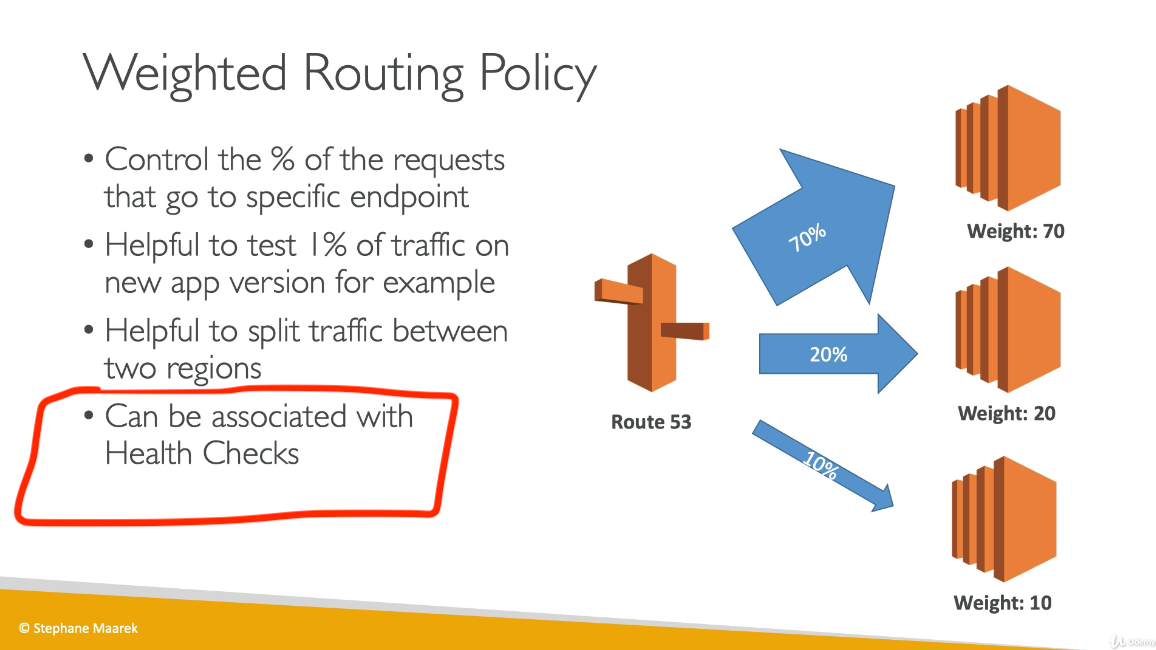 Weighted Routing Policy
• Control the % of the requests
that go to specific endpoint
• Helpful to test 1% of traffic on
new app version for example
• Helpful to split traffic between
two regions
• Can be associated with
Health Checks
70%
20%
10%
Route 53
Weight: 70
Weight: 20
Weight: 10
© Stephane Maarek
Udemy